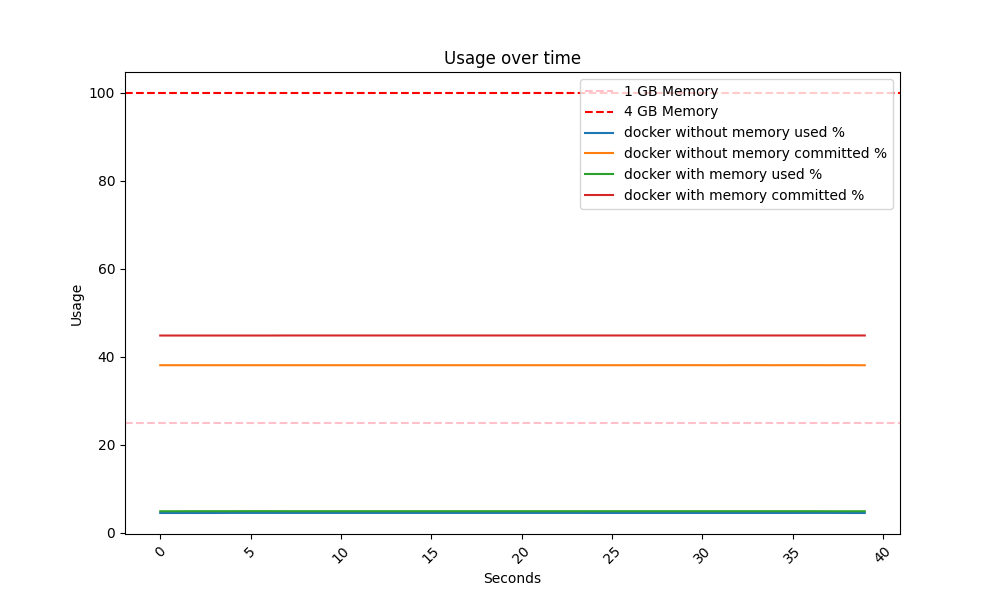 Usage over time
1 GB Memory
4 GB Memory
docker without memory used %
docker without memory committed %
docker with memory used %
docker with memory committed %
100
80
60
40
20
0
Usage
0 5 10 15 20 25 30 35 40
Seconds